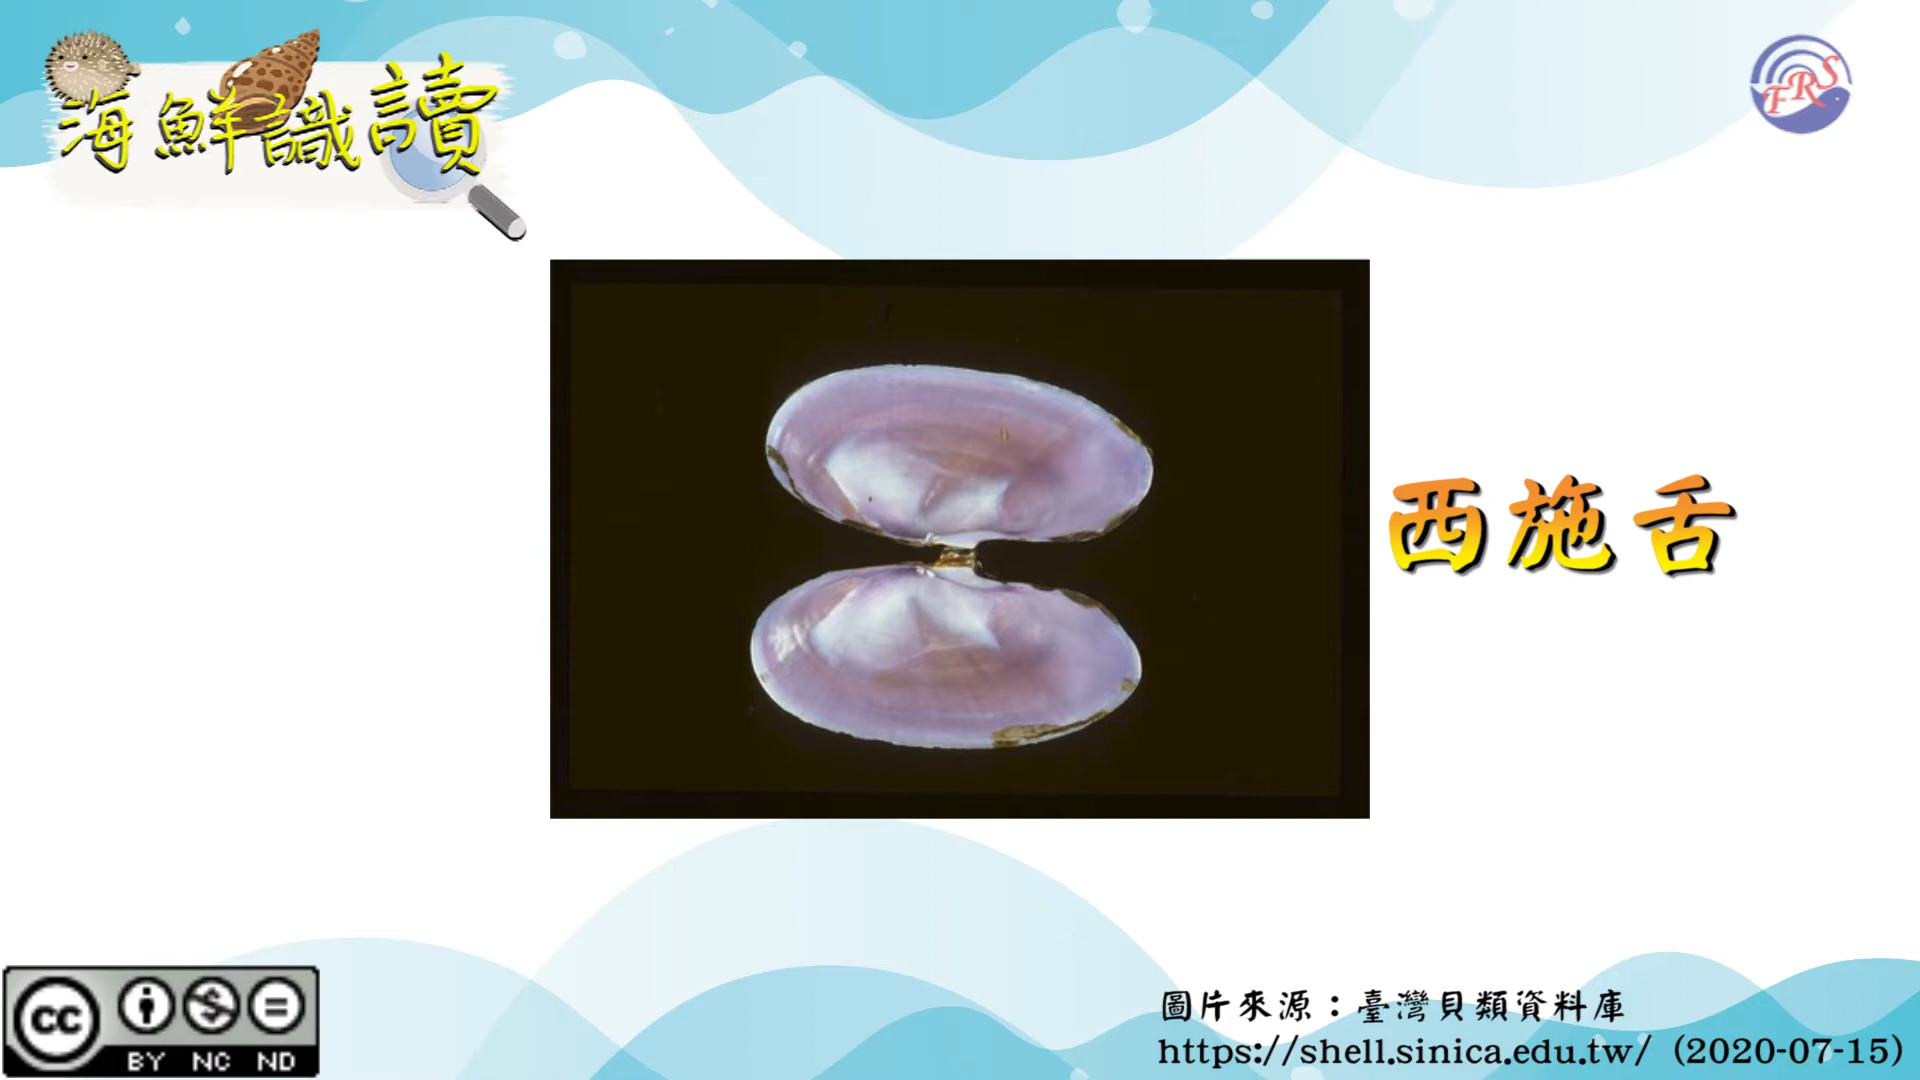 海鮮識讀
FRS
西施舌
cc
BY NC ND
圖片來源：臺灣貝類資料庫
https://shell.sinica.edu.tw/ (2020-07-15)